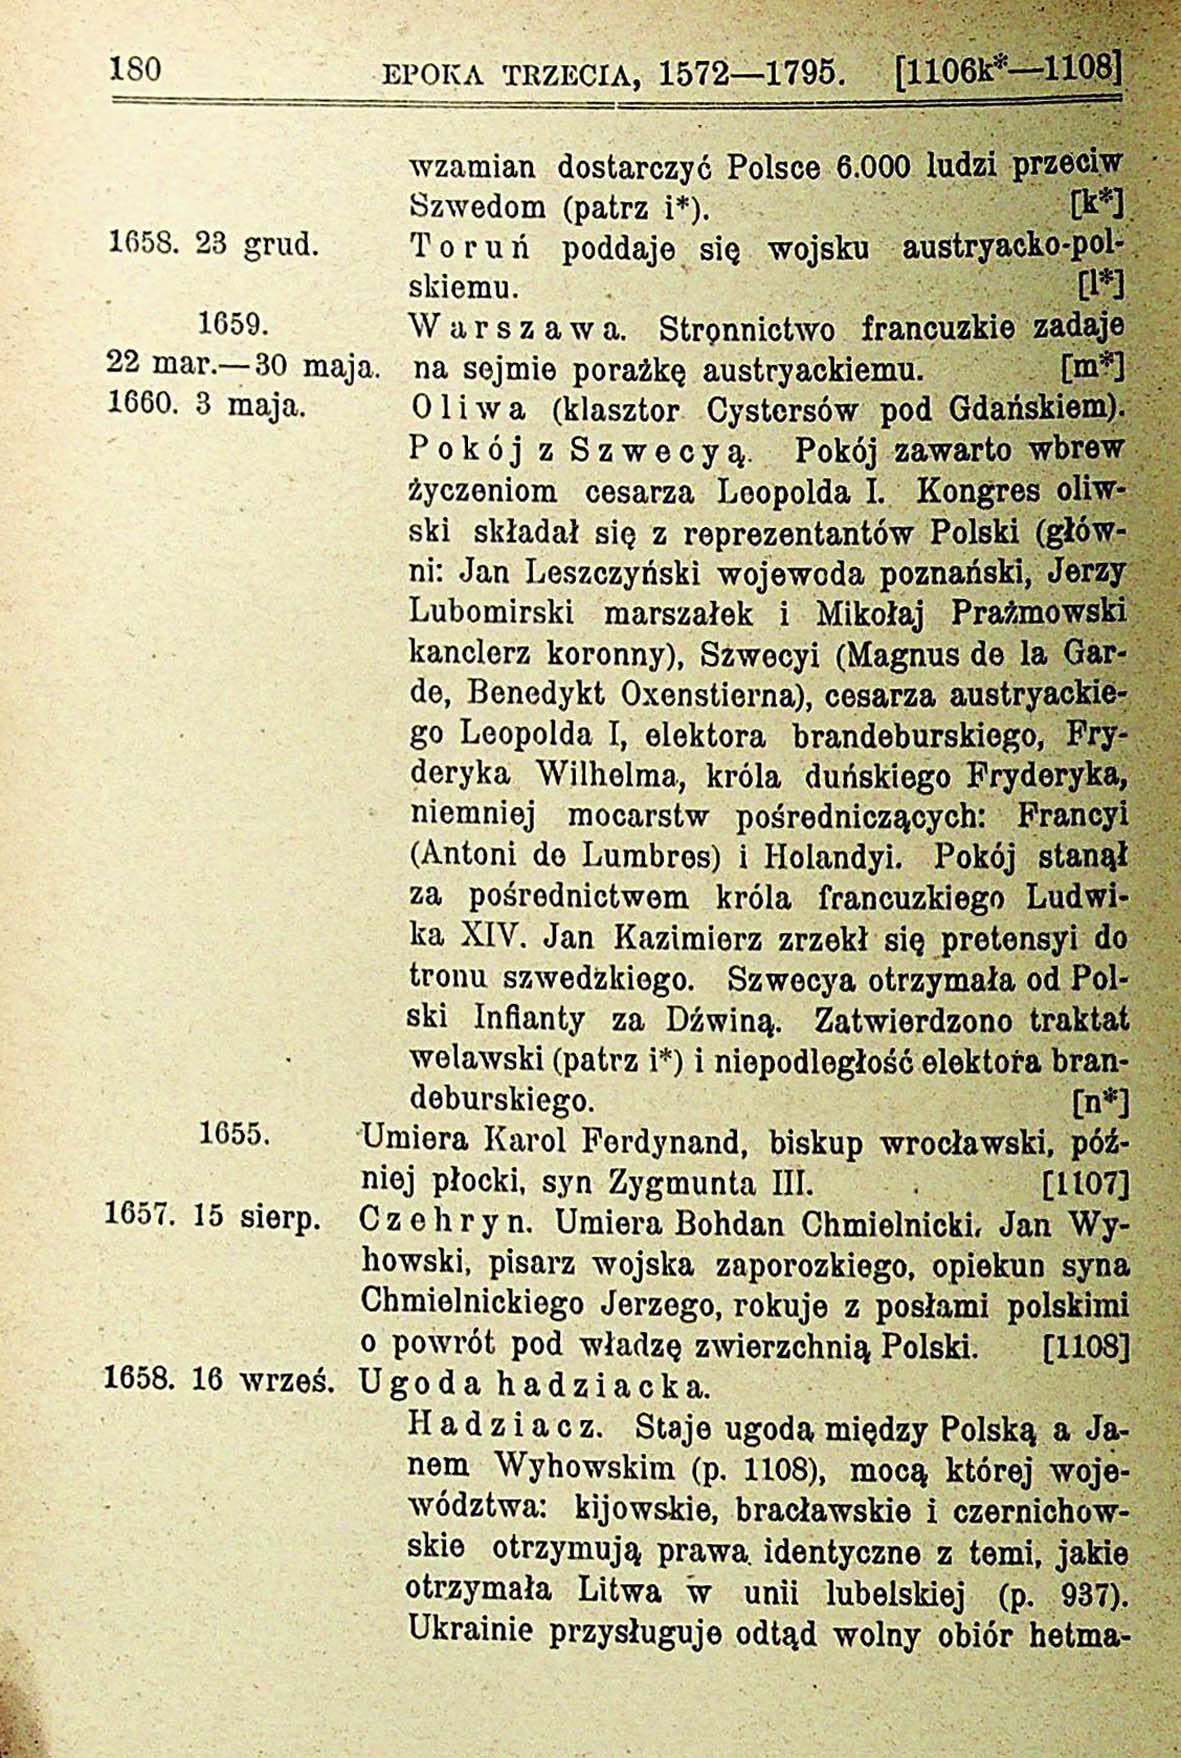 180 EPOKA TRZECIA, 1572—1795. [1106k*—1108]
wzamian dostarczyć Polsce 6.000 ludzi przeciw
Szwedom (patrz i*). [k*]
1658. 23 grud. Toruń poddaje się wojsku austryacko-pol-
skiemu. [l*]
1659. Warszawa. Stronnictwo francuzkie zadaje
22 mar.—30 maja. na sejmie porażkę austryackiemu. [m*]
1660. 3 maja. Oliwa (klasztor Cystersów pod Gdańskiem).
Pokój z Szwecyą. Pokój zawarto wbrew
życzeniom cesarza Leopolda I. Kongres oliw-
ski składał się z reprezentantów Polski (głów-
ni: Jan Leszczyński wojewoda poznański, Jerzy
Lubomirski marszałek i Mikołaj Prażmowski
kanclerz koronny), Szwecyi (Magnus de la Gar-
de, Benedykt Oxenstierna), cesarza austryackie-
go Leopolda I, elektora brandeburskiego, Fry-
deryka Wilhelma, króla duńskiego Fryderyka,
niemniej mocarstw pośredniczących: Francyi
(Antoni de Lumbres) i Holandyi. Pokój stanął
za pośrednictwem króla francuzkiego Ludwi-
ka XIV. Jan Kazimierz zrzekł się pretensyi do
tronu szwedzkiego. Szwecya otrzymała od Pol-
ski Inflanty za Dźwiną. Zatwierdzono traktat
welawski (patrz i*) i niepodległość elektora bran-
deburskiego. [n*]
1655. Umiera Karol Ferdynand, biskup wrocławski, póź-
niej płocki, syn Zygmunta III. [1107]
1657. 15 sierp. Czehryn. Umiera Bohdan Chmielnicki, Jan Wy-
howski, pisarz wojska zaporozkiego, opiekun syna
Chmielnickiego Jerzego, rokuje z posłami polskimi
o powrót pod władzę zwierzchnią Polski. [1108]
1658. 16 wrześ. Ugoda hadziacka.
Hadziacz. Staje ugoda między Polską a Ja-
nem Wyhowskim (p. 1108), mocą której woje-
wództwa: kijowskie, bracławskie i czernichow-
skie otrzymują prawa identyczne z temi, jakie
otrzymała Litwa w unii lubelskiej (p. 937).
Ukrainie przysługuje odtąd wolny obiór hetma-